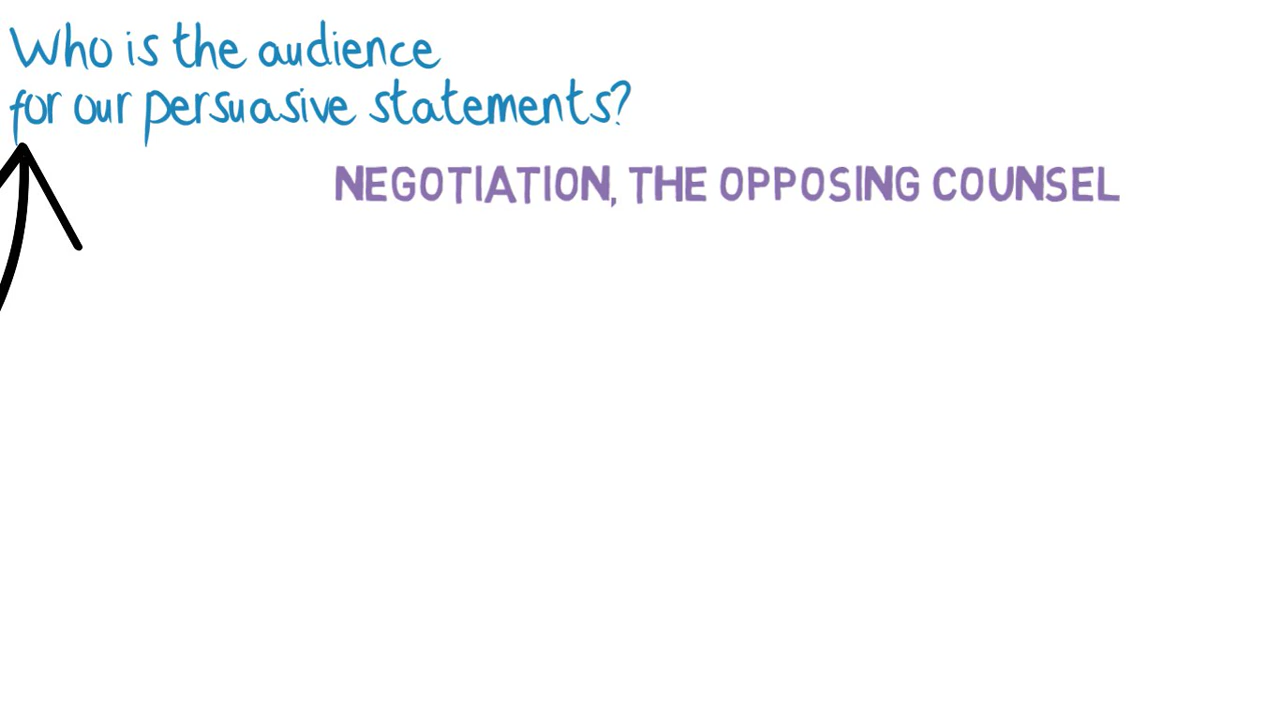 Who is the audience
for our persuasive statements?
NEGOTIATION, THE OPPOSING COUNSEL